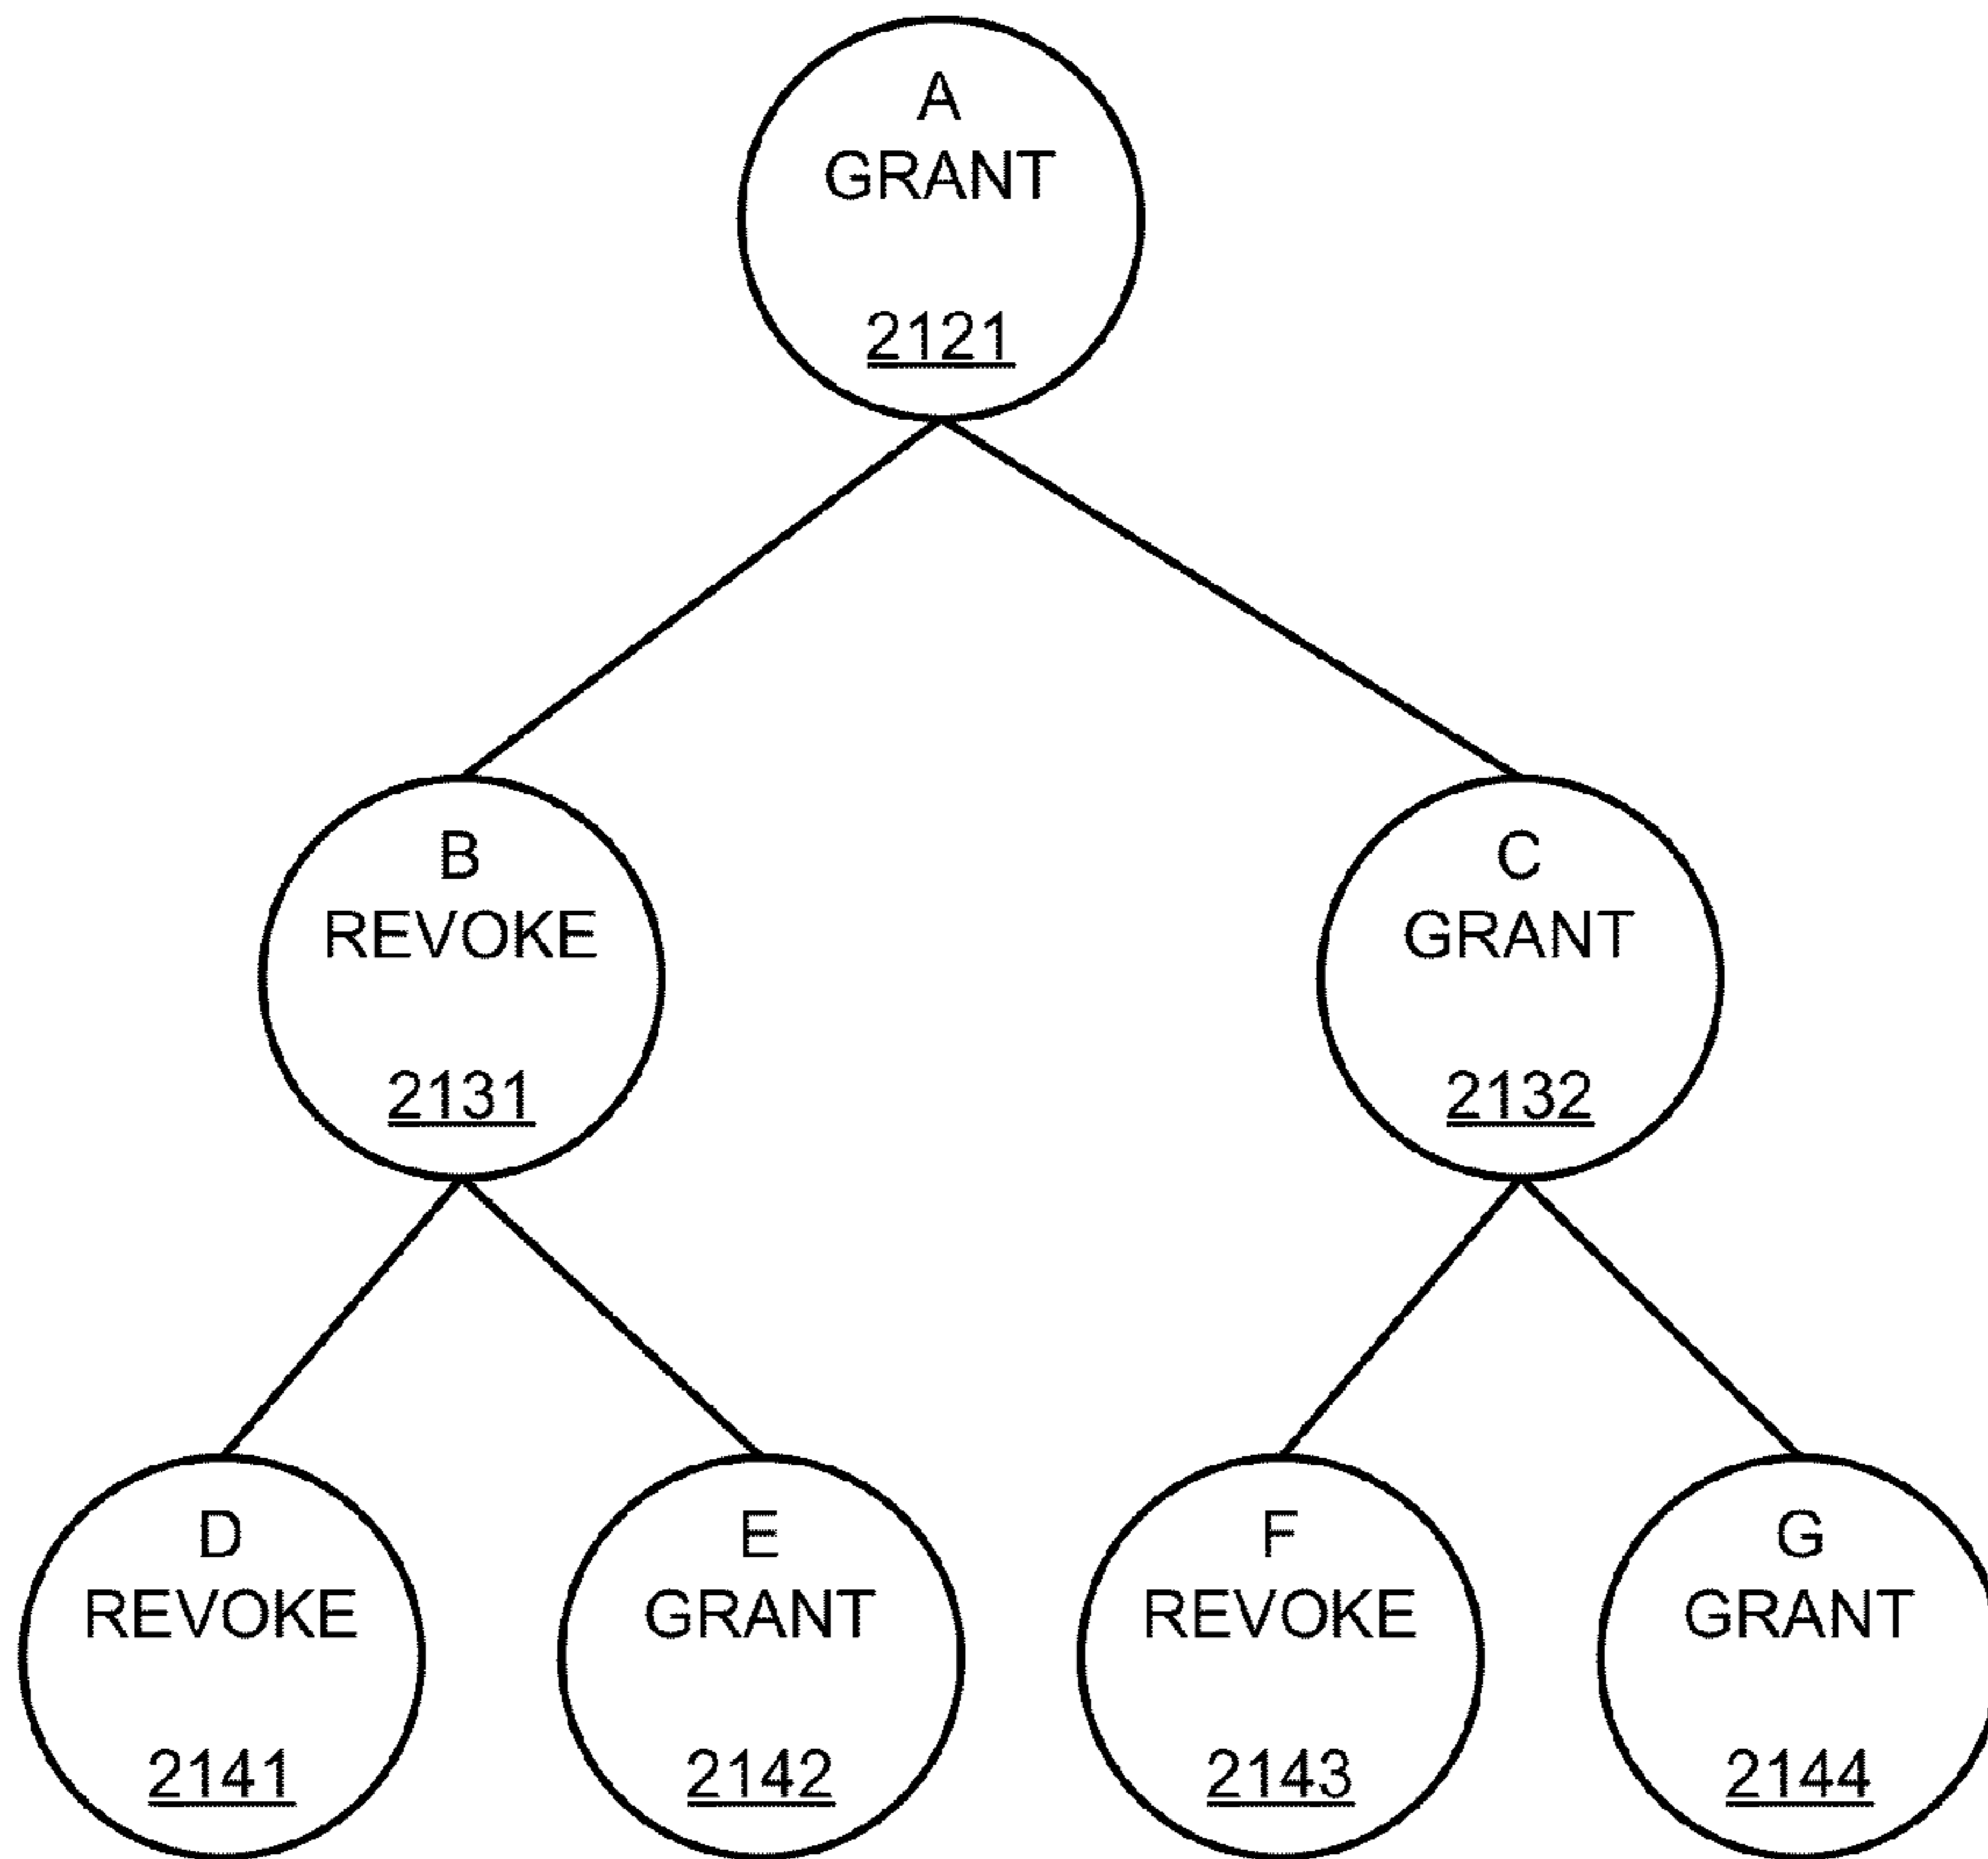 A
GRANT
2121
B
REVOKE
2131
C
GRANT
2132
D
REVOKE
2141
E
GRANT
2142
F
REVOKE
2143
G
GRANT
2144